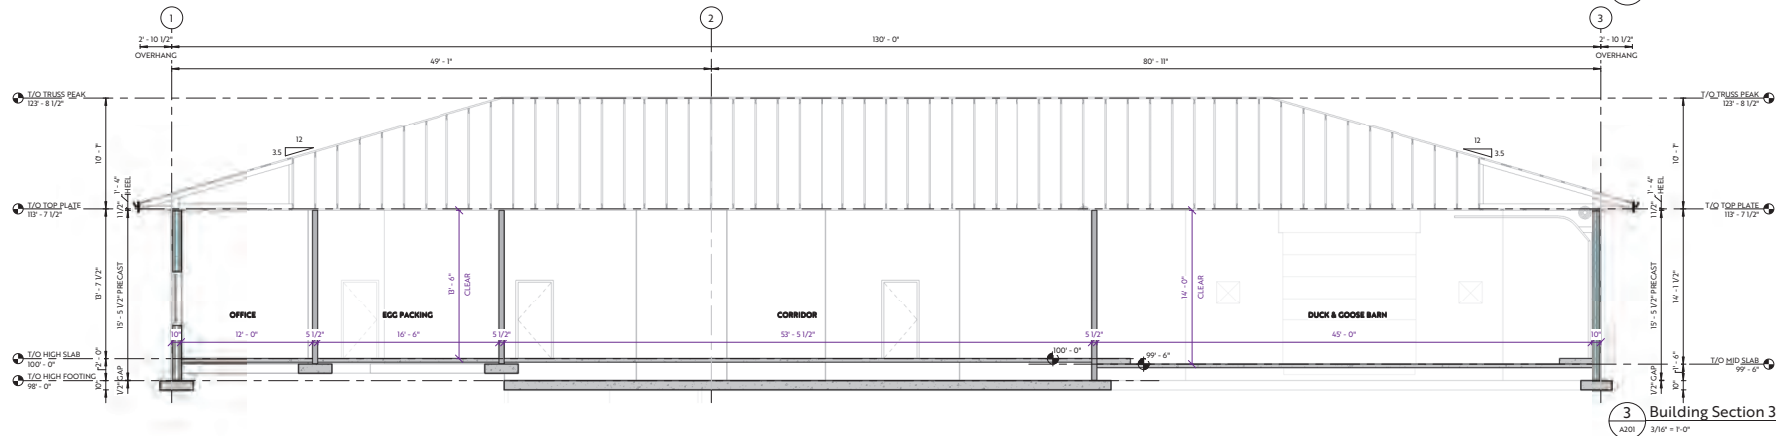 1
2
3
2' - 10 1/2"
130' - 0"
2' - 10 1/2"
OVERHANG
OVERHANG
49' - 1"
80' - 11"
T/O TRUSS PEAK
123' - 8 1/2"
T/O TRUSS PEAK
123' - 8 1/2"
12
3.5
12
3.5
10' - 1"
10' - 1"
1' - 4"
HEEL
1 1/2"
1' - 4"
HEEL
1 1/2"
T/O TOP PLATE
113' - 7 1/2"
T/O TOP PLATE
113' - 7 1/2"
13' - 7 1/2"
15' - 5 1/2" PRECAST
13' - 6"
CLEAR
14' - 0"
CLEAR
15' - 5 1/2" PRECAST
14' - 1 1/2"
OFFICE
EGG PACKING
CORRIDOR
DUCK & GOOSE BARN
10"
12' - 0"
5 1/2"
16' - 6"
5 1/2"
53' - 5 1/2"
5 1/2"
45' - 0"
10"
T/O HIGH SLAB
100' - 0"
100' - 0"
99' - 6"
T/O MID SLAB
99' - 6"
T/O HIGH FOOTING
98' - 0"
2' - 0"
10"
1/2" GAP
1' - 6"
10"
1/2" GAP
3
A201
Building Section 3
3/16" = 1'-0"